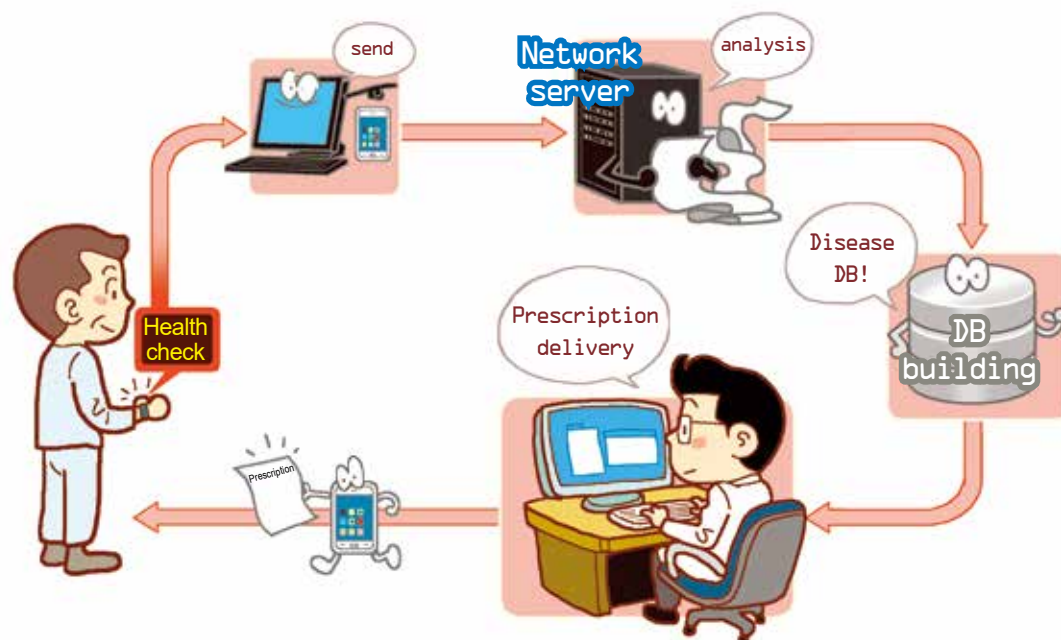 send
Network
server
analysis
Disease
DB!
DB
building
Prescription
delivery
Prescription
Health
check